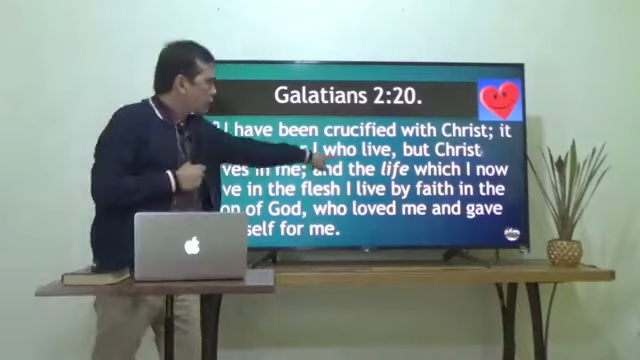 Galatians 2:20.
I have been crucified with Christ; it
I who live, but Christ
in me; and the life which I now
in the flesh I live by faith in the
of God, who loved me and gave
for me.